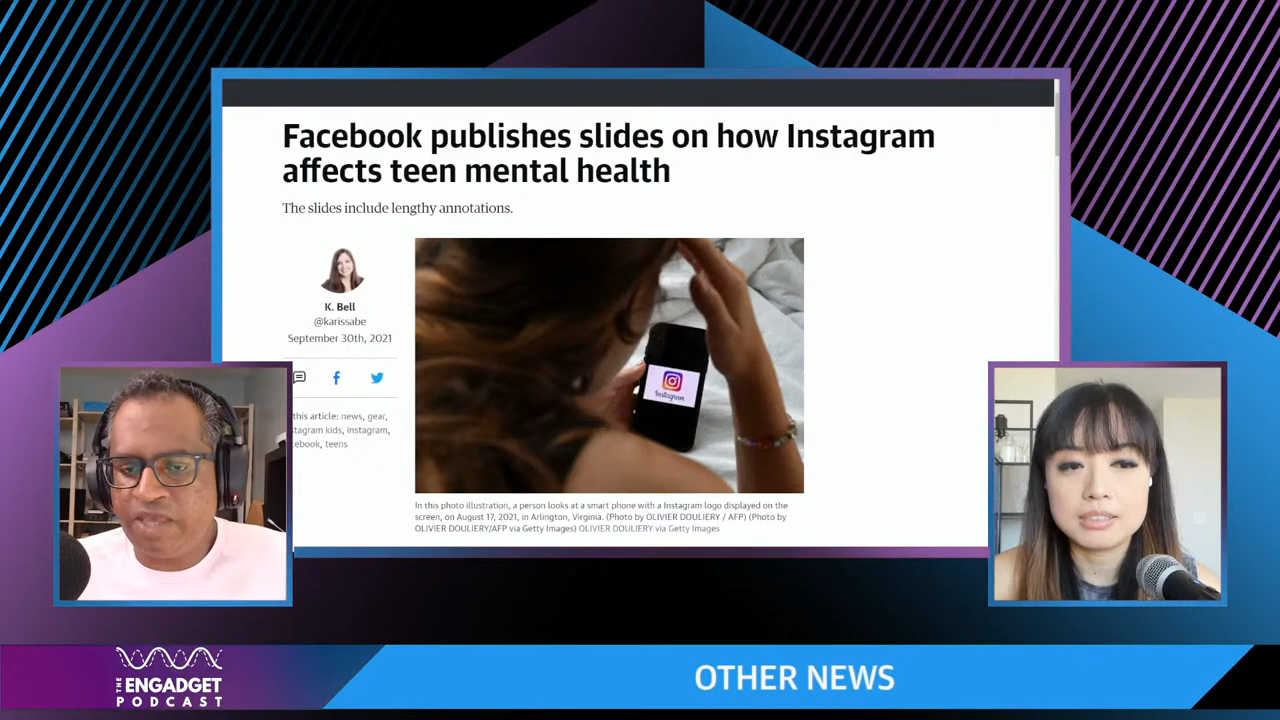 Facebook publishes slides on how Instagram
affects teen mental health
The slides include lengthy annotations.
K. Bell
@karissabe
September 30th, 2021
this article: news, gear,
tagram kids, instagram,
cebook, teens
Instagram
In this photo illustration, a person looks at a smart phone with a Instagram logo displayed on the
screen, on August 17, 2021, in Arlington, Virginia. (Photo by OLIVIER DOULIERY / AFP) (Photo by
OLIVIER DOULIERY/AFP via Getty Images) OLIVIER DOULIERY via Getty Images
THE ENGADGET
PODCAST
OTHER NEWS